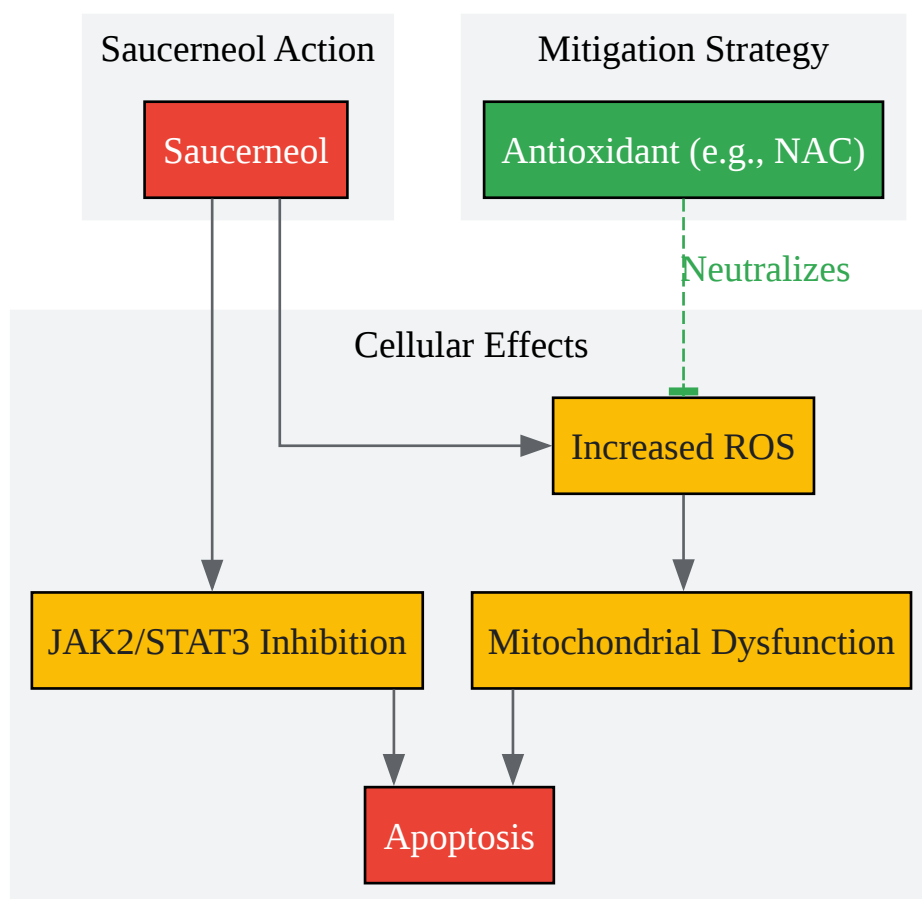 Saucerneol Action
Mitigation Strategy
Saucerneol
Antioxidant (e.g., NAC)
Neutralizes
Cellular Effects
Increased ROS
JAK2/STAT3 Inhibition
Mitochondrial Dysfunction
Apoptosis